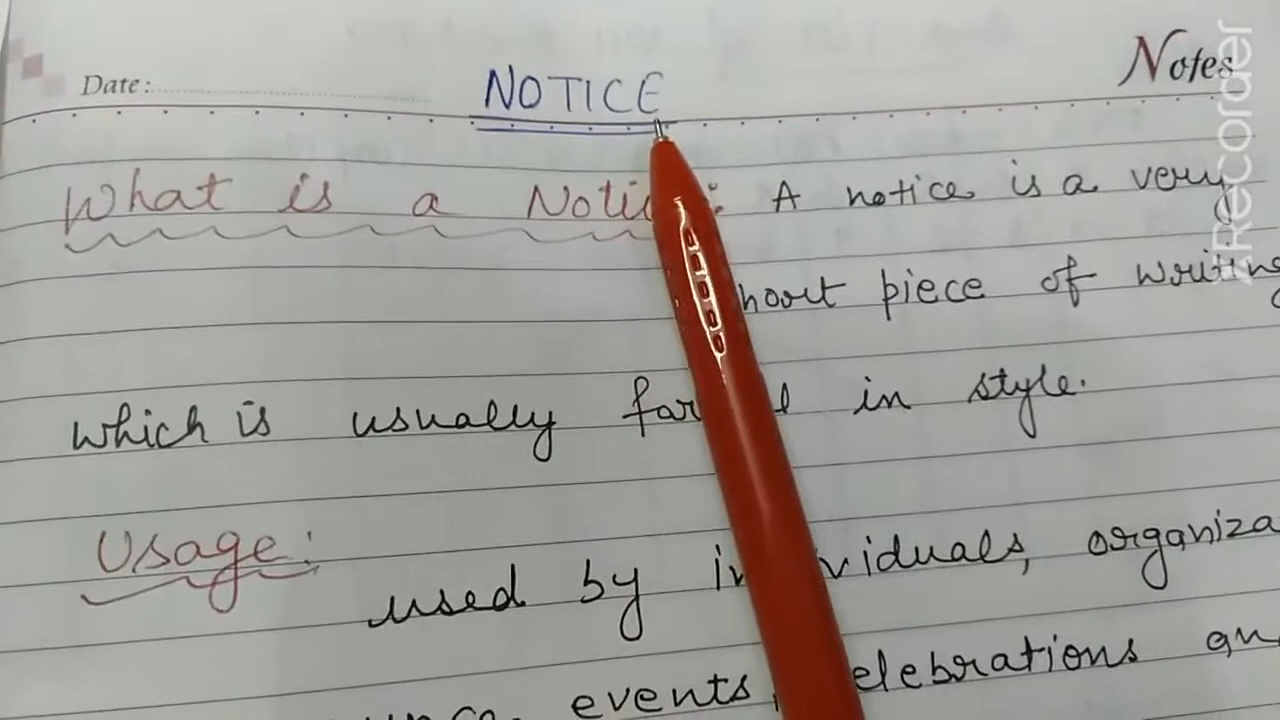 Date:
NOTICE
Notes
What is a Noti : A notice is a very
hort piece of writing
which is usually for l in style.
Usage:
used by in viduals, organiza
events, elebrations an
ReCorder